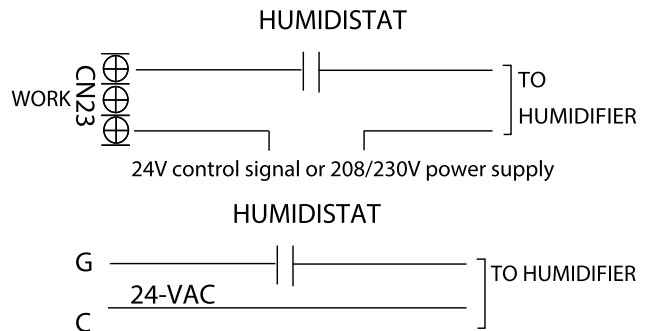 HUMIDISTAT
WORK
CN23
TO
HUMIDIFIER
24V control signal or 208/230V power supply
HUMIDISTAT
G
TO HUMIDIFIER
24-VAC
C